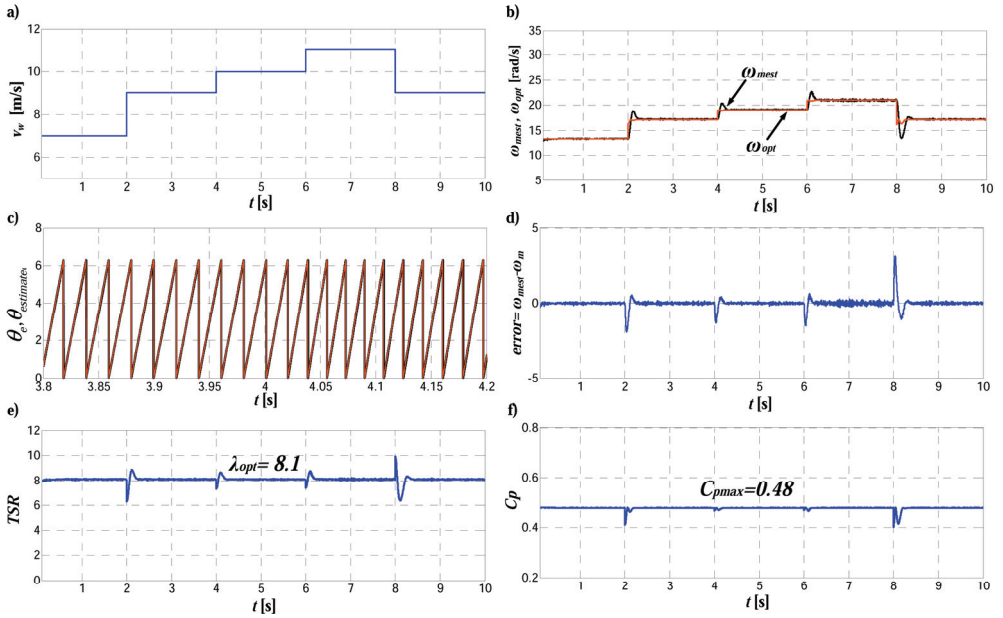 a)
12
10
8
6
v_w [m/s]
1 2 3 4 5 6 7 8 9 10
t [s]
b)
35
30
25
20
15
10
5
ω_mest, ω_opt [rad/s]
ω_mest
ω_opt
1 2 3 4 5 6 7 8 9 10
t [s]
c)
8
6
4
2
0
θ_e, θ_estimate,
3.8 3.85 3.9 3.95 4 4.05 4.1 4.15 4.2
t [s]
d)
5
0
-5
error= ω_mest-ω_m
1 2 3 4 5 6 7 8 9 10
t [s]
e)
12
10
8
6
4
2
0
TSR
λopt= 8.1
1 2 3 4 5 6 7 8 9 10
t [s]
f)
0.8
0.6
0.4
0.2
Cp
Cpmax=0.48
0 1 2 3 4 5 6 7 8 9 10
t [s]